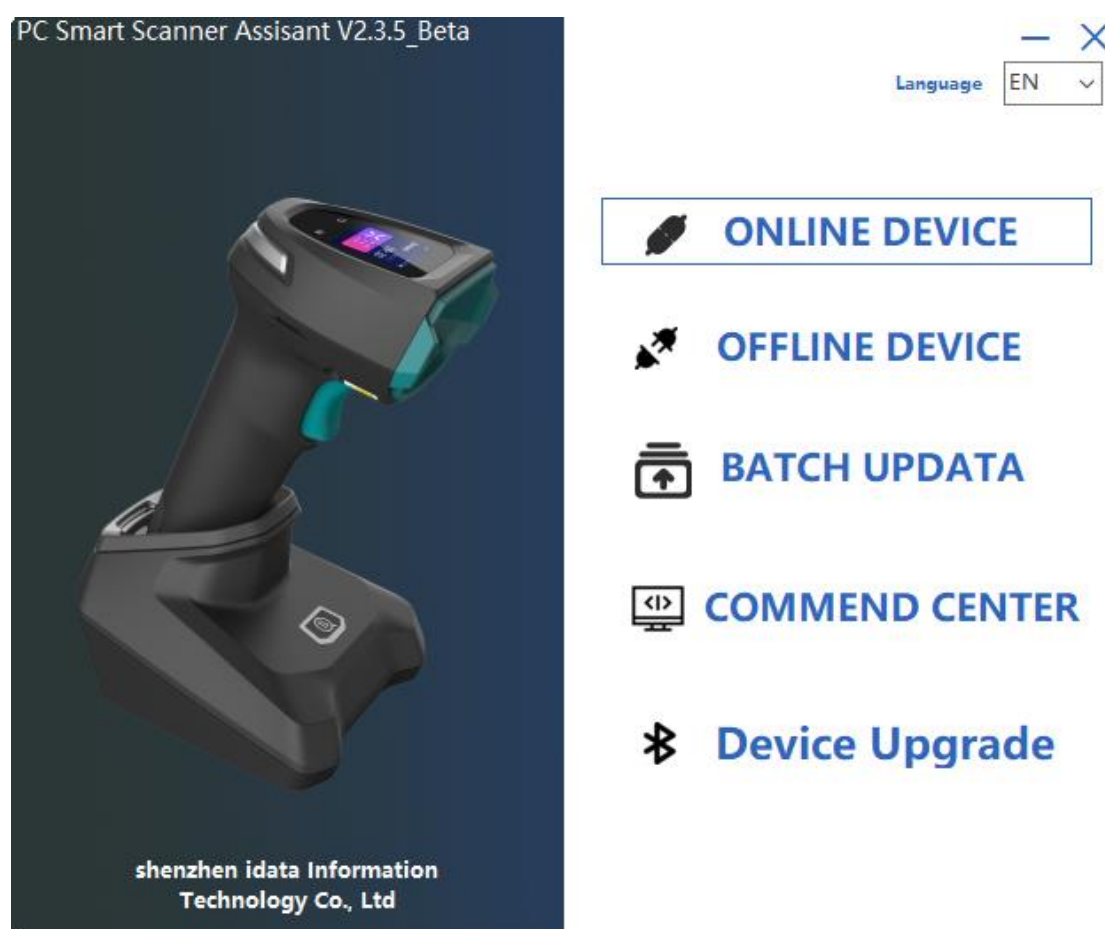 PC Smart Scanner Assisant V2.3.5_Beta
Language EN
ONLINE DEVICE
OFFLINE DEVICE
BATCH UPDATA
COMMEND CENTER
Device Upgrade
shenzhen idata Information
Technology Co., Ltd